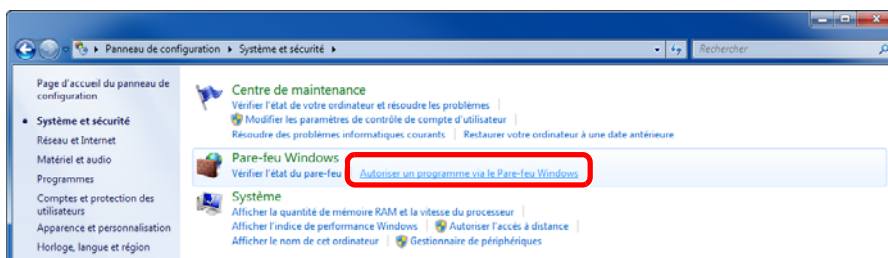 Panneau de configuration ▸ Système et sécurité ▸
Rechercher
Page d'accueil du panneau de
configuration
Système et sécurité
Réseau et Internet
Matériel et audio
Programmes
Comptes et protection des
utilisateurs
Apparence et personnalisation
Horloge, langue et région
Centre de maintenance
Vérifier l'état de votre ordinateur et résoudre les problèmes
Modifier les paramètres de contrôle de compte d'utilisateur
Résoudre des problèmes informatiques courants | Restaurer votre ordinateur à une date antérieure
Pare-feu Windows
Vérifier l'état du pare-feu Autoriser un programme via le Pare-feu Windows
Système
Afficher la quantité de mémoire RAM et la vitesse du processeur
Afficher l'indice de performance Windows | Autoriser l'accès à distance
Afficher le nom de cet ordinateur | Gestionnaire de périphériques